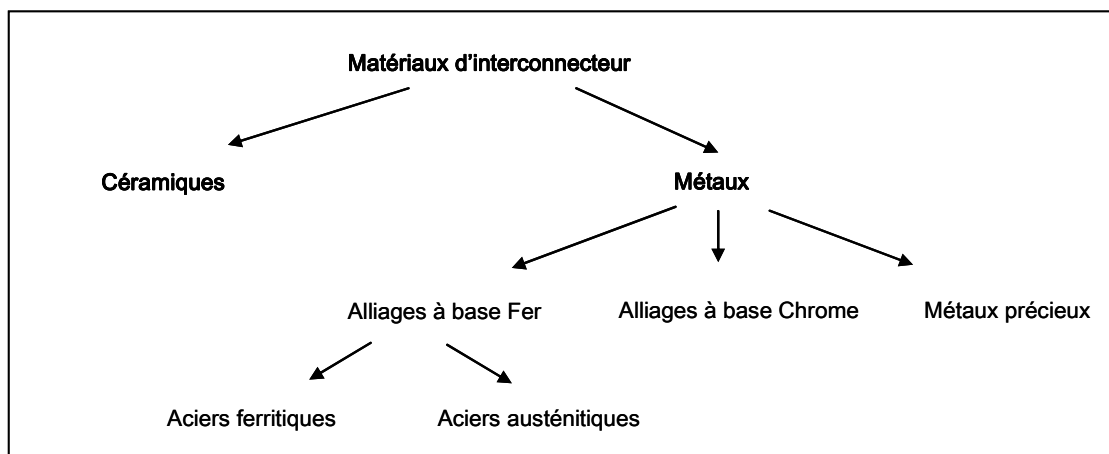 Matériaux d'interconnecteur
Céramiques
Métaux
Alliages à base Fer
Alliages à base Chrome
Métaux précieux
Aciers ferritiques
Aciers austénitiques